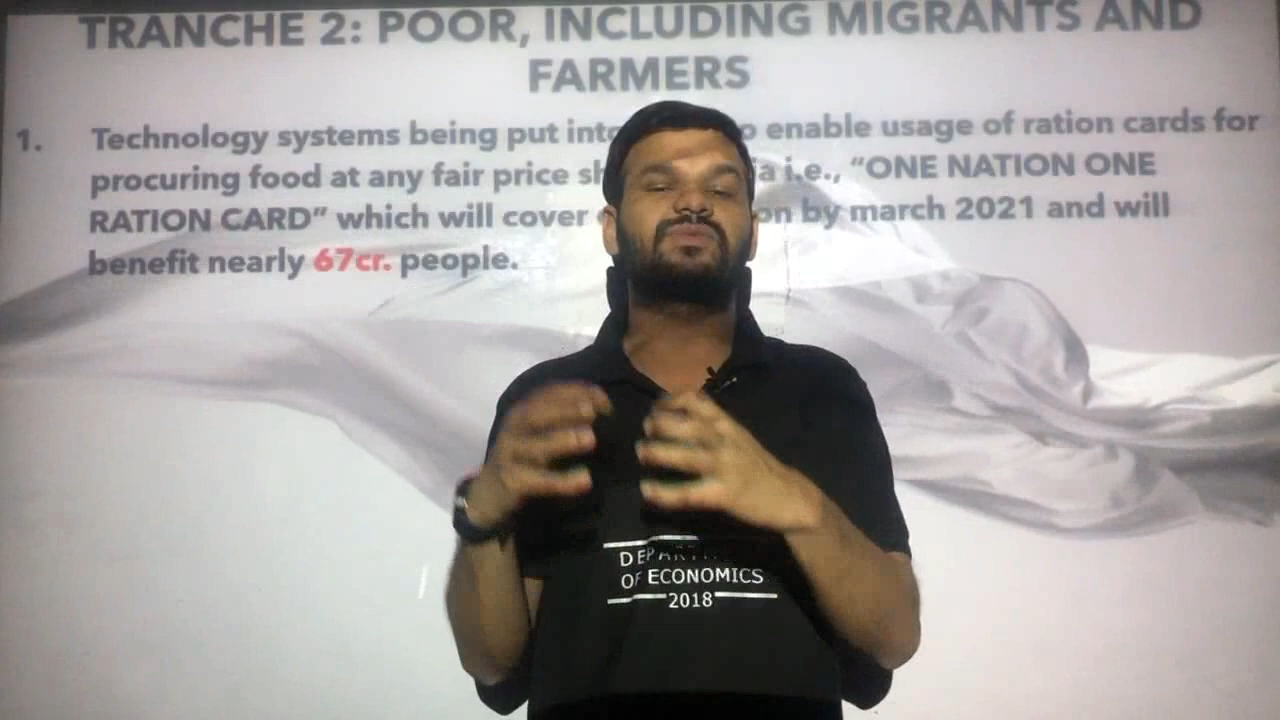 TRANCHE 2: POOR, INCLUDING MIGRANTS AND
FARMERS
1. Technology systems being put enable usage of ration cards for
procuring food at any fair price i.e., “ONE NATION ONE
RATION CARD” which will cover by march 2021 and will
benefit nearly 67cr. people.
OF ECONOMICS
2018